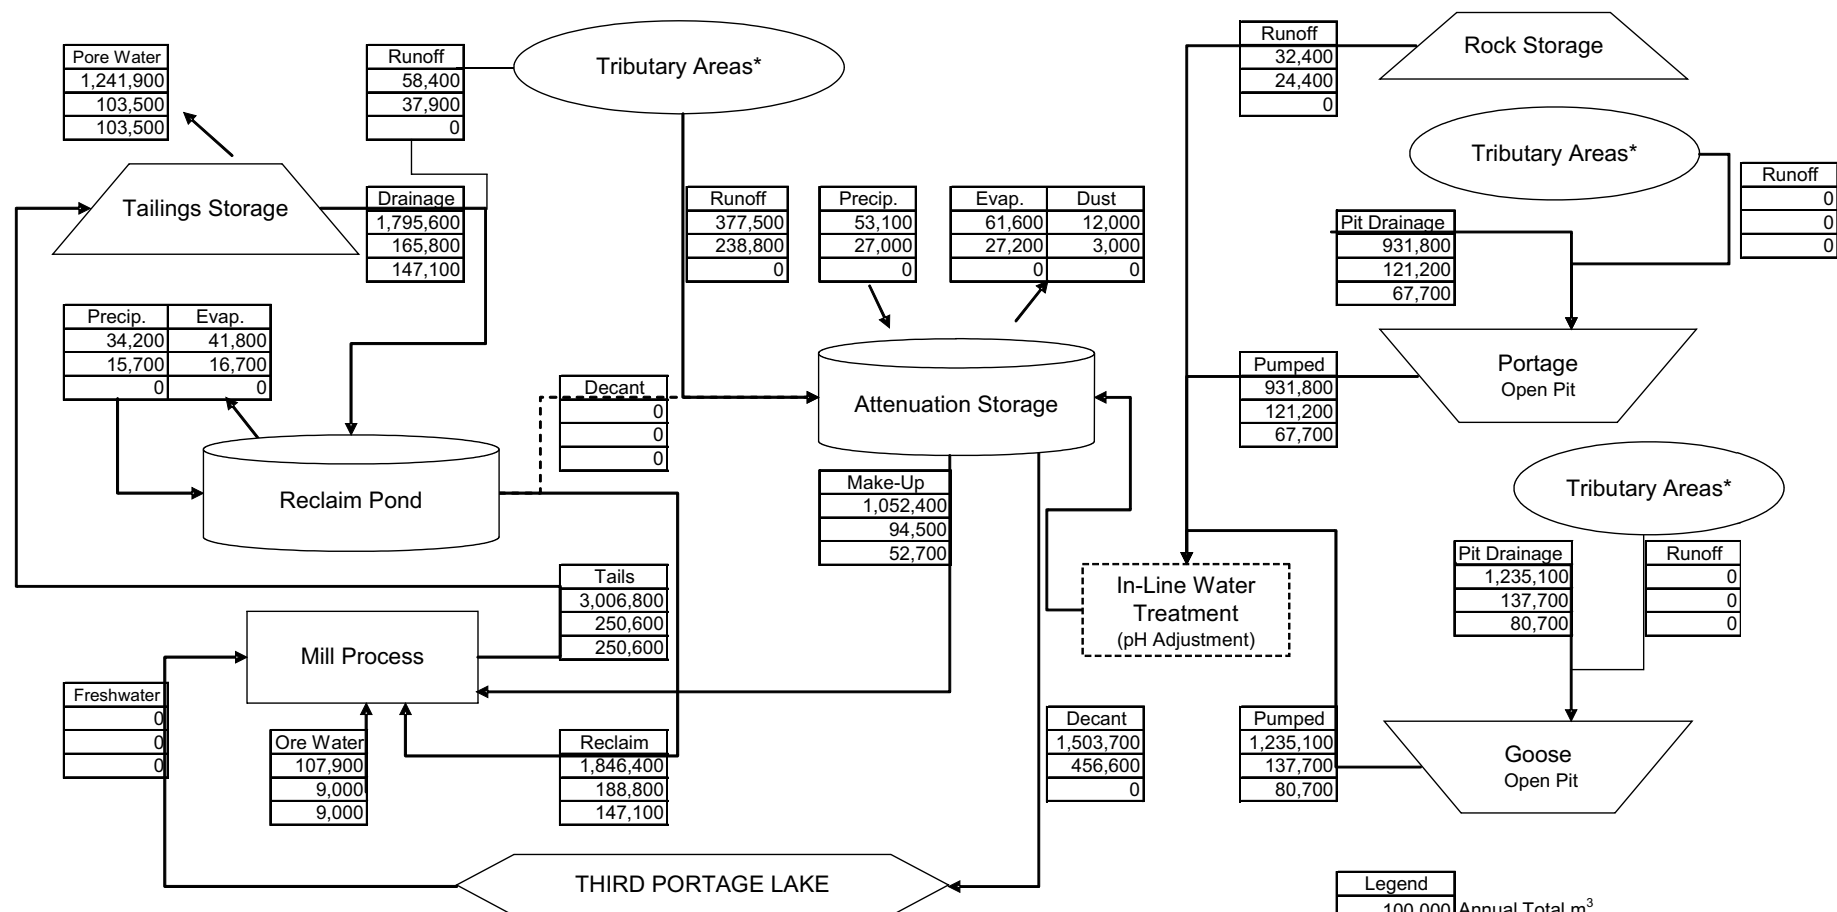 Pore Water
1,241,900
103,500
103,500
Runoff
58,400
37,900
0
Tributary Areas*
Runoff
32,400
24,400
0
Rock Storage
Tributary Areas*
Runoff
0
0
0
Tailings Storage
Drainage
1,795,600
165,800
147,100
Runoff
377,500
238,800
0
Precip.
53,100
27,000
0
Evap. Dust
61,600 12,000
27,200 3,000
0 0
Pit Drainage
931,800
121,200
67,700
Precip. Evap.
34,200 41,800
15,700 16,700
0 0
Decant
0
0
0
Attenuation Storage
Pumped
931,800
121,200
67,700
Portage
Open Pit
Reclaim Pond
Make-Up
1,052,400
94,500
52,700
Tributary Areas*
Pit Drainage
1,235,100
137,700
80,700
Runoff
0
0
0
Tails
3,006,800
250,600
250,600
In-Line Water
Treatment
(pH Adjustment)
Mill Process
Freshwater
0
0
0
Ore Water
107,900
9,000
9,000
Reclaim
1,846,400
188,800
147,100
Decant
1,503,700
456,600
0
Pumped
1,235,100
137,700
80,700
Goose
Open Pit
THIRD PORTAGE LAKE
Legend
100,000 Annual Total m³